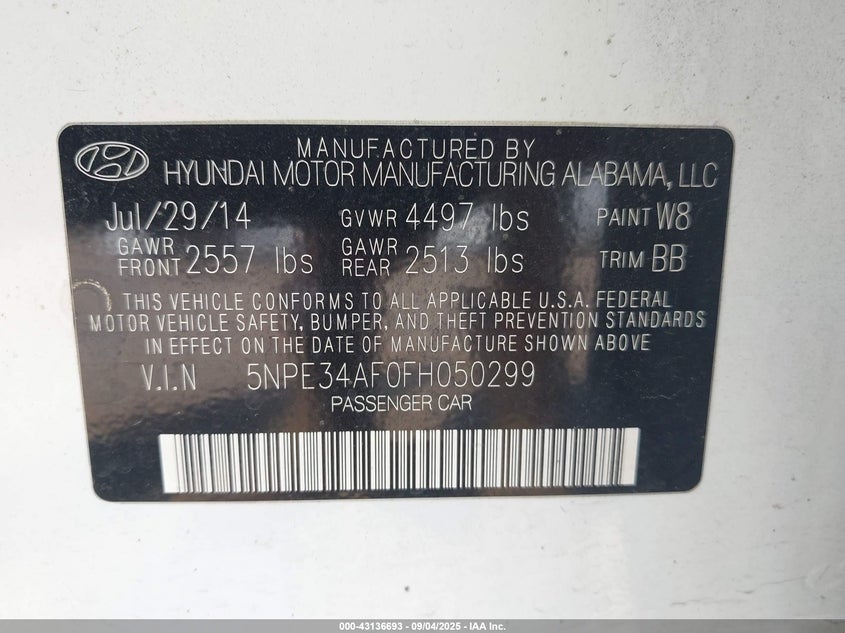 MANUFACTURED BY
HYUNDAI MOTOR MANUFACTURING ALABAMA, LLC
Jul/29/14 GVWR 4497 lbs PAINT W8
GAWR FRONT 2557 lbs GAWR REAR 2513 lbs TRIM BB
THIS VEHICLE CONFORMS TO ALL APPLICABLE U.S.A. FEDERAL
MOTOR VEHICLE SAFETY, BUMPER, AND THEFT PREVENTION STANDARDS
IN EFFECT ON THE DATE OF MANUFACTURE SHOWN ABOVE
V.I.N 5NPE34AF0FH050299
PASSENGER CAR
000-43136693 - 09/04/2025 - IAA Inc.